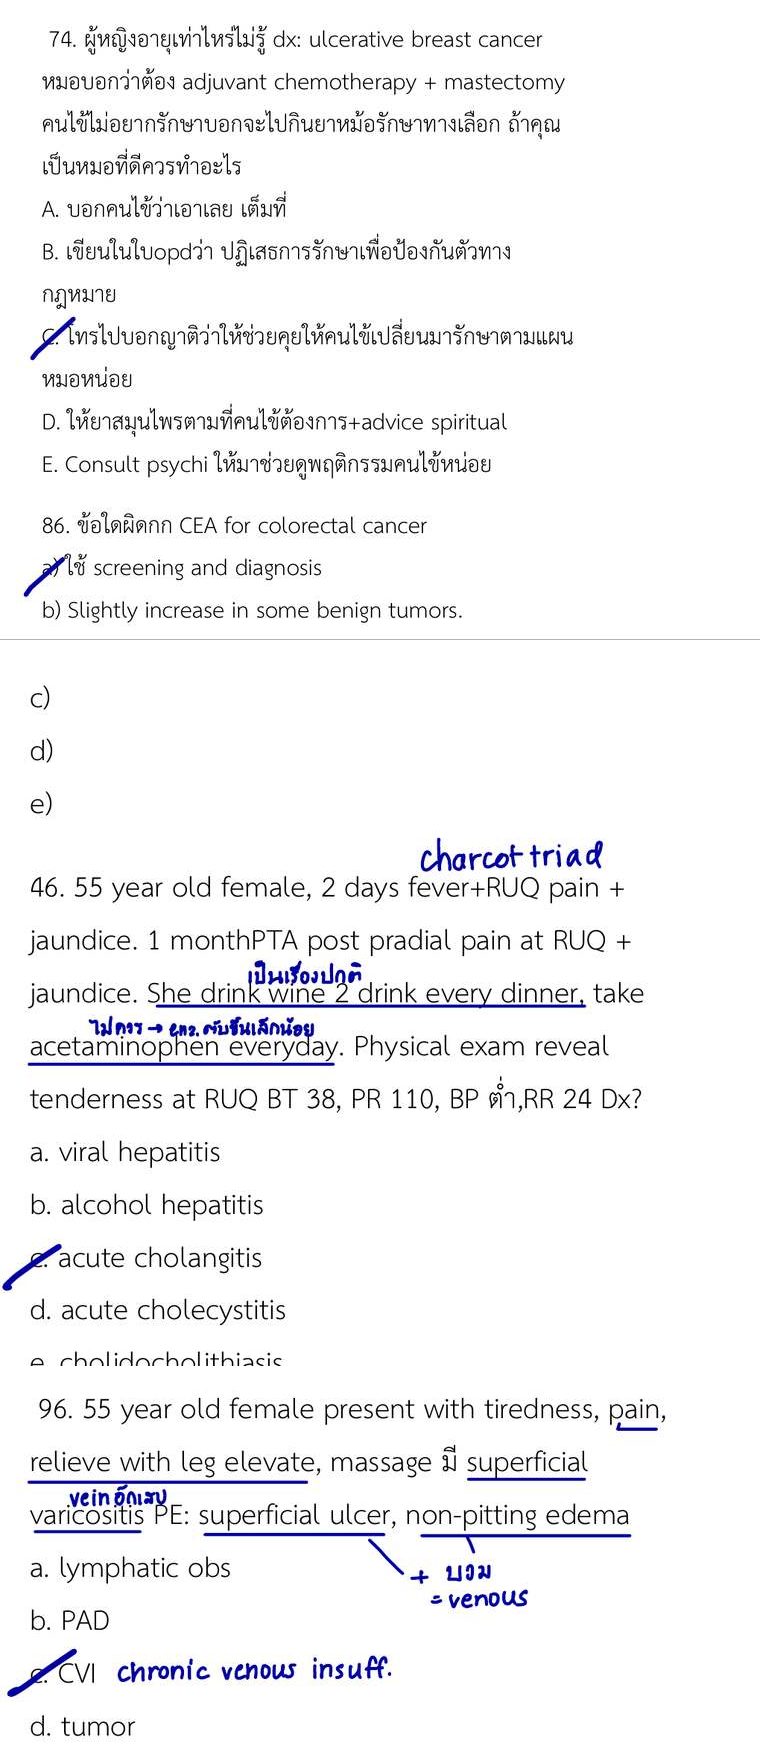 74. ผู้หญิงอายุเท่าไหร่ไม่รู้ dx: ulcerative breast cancer
หมอบอกว่าต้อง adjuvant chemotherapy + mastectomy
คนไข้ไม่อยากรักษาบอกจะไปกินยาหม้อรักษาทางเลือก ถ้าคุณ
เป็นหมอที่ดีควรทำอะไร
A. บอกคนไข้ว่าเอาเลย เต็มที่
B. เขียนในใบopdว่า ปฏิเสธการรักษาเพื่อป้องกันตัวทาง
กฎหมาย
C. โทรไปบอกญาติว่าให้ช่วยคุยให้คนไข้เปลี่ยนมารักษาตามแผน
หมอหน่อย
D. ให้ยาสมุนไพรตามที่คนไข้ต้องการ+advice spiritual
E. Consult psychi ให้มาช่วยดูพฤติกรรมคนไข้หน่อย
86. ข้อใดผิดกก CEA for colorectal cancer
a) ใช้ screening and diagnosis
b) Slightly increase in some benign tumors.
c)
d)
e)
charcot triad
46. 55 year old female, 2 days fever+RUQ pain +
jaundice. 1 monthPTA post pradial pain at RUQ +
เป็นเรื่องปกติ
jaundice. She drink wine 2 drink every dinner, take
ไม่ควร → enz. ตับขึ้นเล็กน้อย
acetaminophen everyday. Physical exam reveal
tenderness at RUQ BT 38, PR 110, BP ต่ำ,RR 24 Dx?
a. viral hepatitis
b. alcohol hepatitis
c. acute cholangitis
d. acute cholecystitis
e. cholidocholithiasis
96. 55 year old female present with tiredness, pain,
relieve with leg elevate, massage มี superficial
vein อักเสบ
varicositis PE: superficial ulcer, non-pitting edema
a. lymphatic obs
+ บวม
= venous
b. PAD
c. CVI chronic venous insuff.
d. tumor